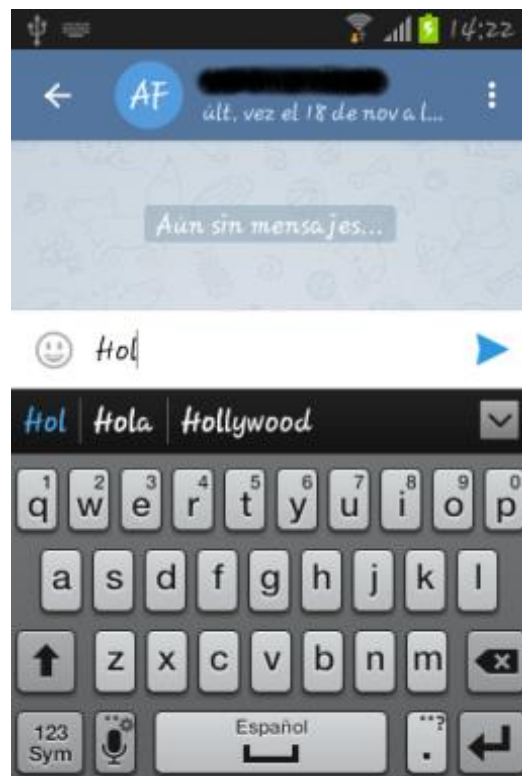 14:22
AF
últ. vez el 18 de nov a l...
Aún sin mensajes...
Hol
Hol Hola Hollywood
1 2 3 4 5 6 7 8 9 0
q w e r t y u i o p
a s d f g h j k l
z x c v b n m
123 Español ..?
Sym .